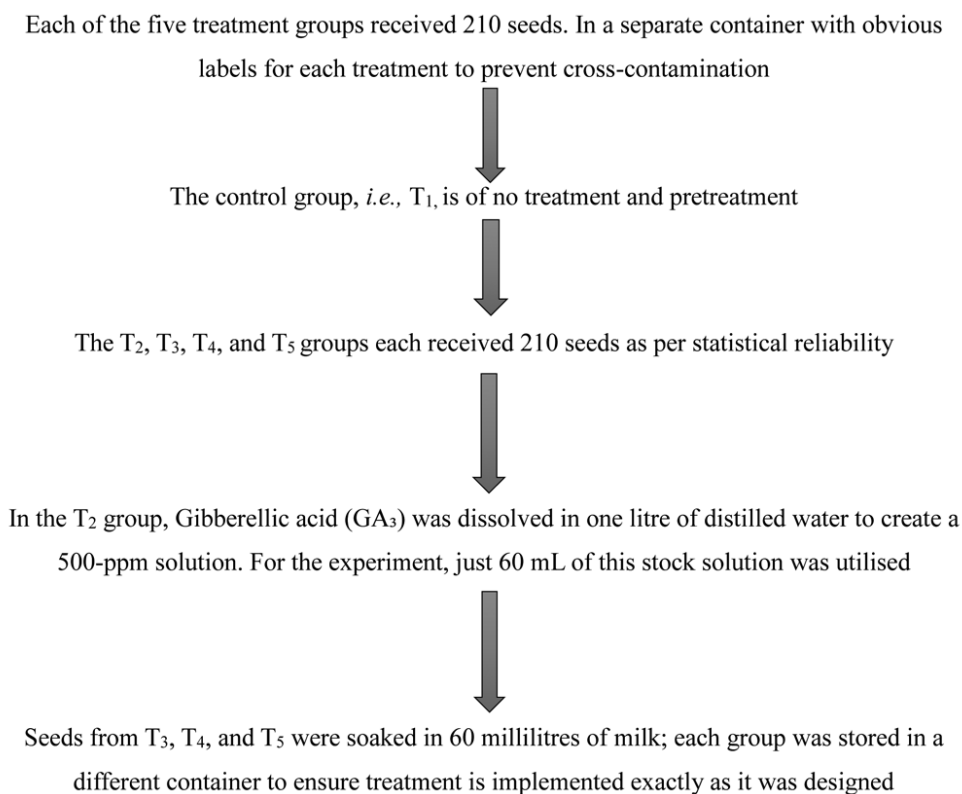 Each of the five treatment groups received 210 seeds. In a separate container with obvious
labels for each treatment to prevent cross-contamination
The control group, i.e., T₁, is of no treatment and pretreatment
The T₂, T₃, T₄, and T₅ groups each received 210 seeds as per statistical reliability
In the T₂ group, Gibberellic acid (GA₃) was dissolved in one litre of distilled water to create a
500-ppm solution. For the experiment, just 60 mL of this stock solution was utilised
Seeds from T₃, T₄, and T₅ were soaked in 60 millilitres of milk; each group was stored in a
different container to ensure treatment is implemented exactly as it was designed